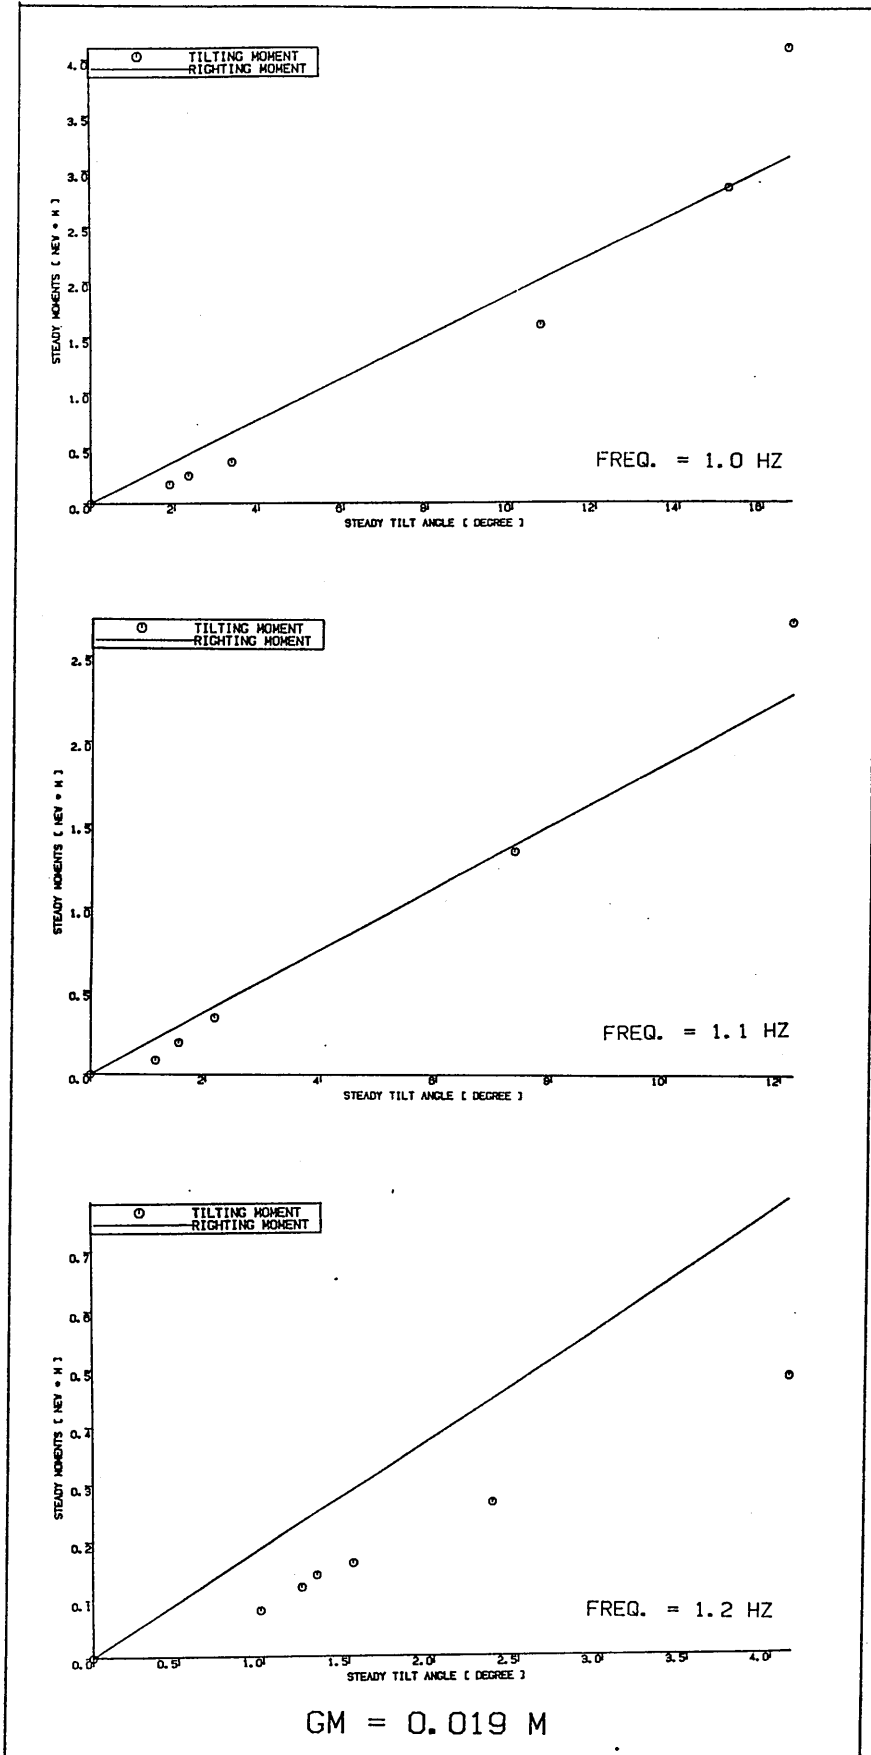 TILTING MOMENT
RIGHTING MOMENT
4.0
3.5
3.0
2.5
2.0
1.5
1.0
0.5
0.0
STEADY MOMENTS [ NEW * M ]
FREQ. = 1.0 HZ
2 4 6 8 10 12 14 16
STEADY TILT ANGLE [ DEGREE ]
TILTING MOMENT
RIGHTING MOMENT
2.5
2.0
1.5
1.0
0.5
0.0
STEADY MOMENTS [ NEW * M ]
FREQ. = 1.1 HZ
2 4 6 8 10 12
STEADY TILT ANGLE [ DEGREE ]
TILTING MOMENT
RIGHTING MOMENT
0.7
0.6
0.5
0.4
0.3
0.2
0.1
0.0
STEADY MOMENTS [ NEW * M ]
FREQ. = 1.2 HZ
0.5 1.0 1.5 2.0 2.5 3.0 3.5 4.0
STEADY TILT ANGLE [ DEGREE ]
GM = 0.019 M